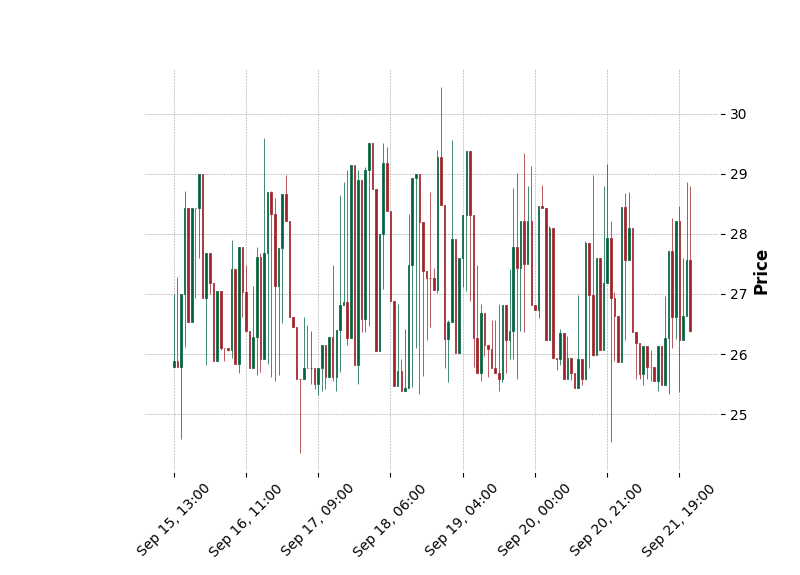 30
29
28
27
26
25
Price
Sep 15, 13:00
Sep 16, 11:00
Sep 17, 09:00
Sep 18, 06:00
Sep 19, 04:00
Sep 20, 00:00
Sep 20, 21:00
Sep 21, 19:00